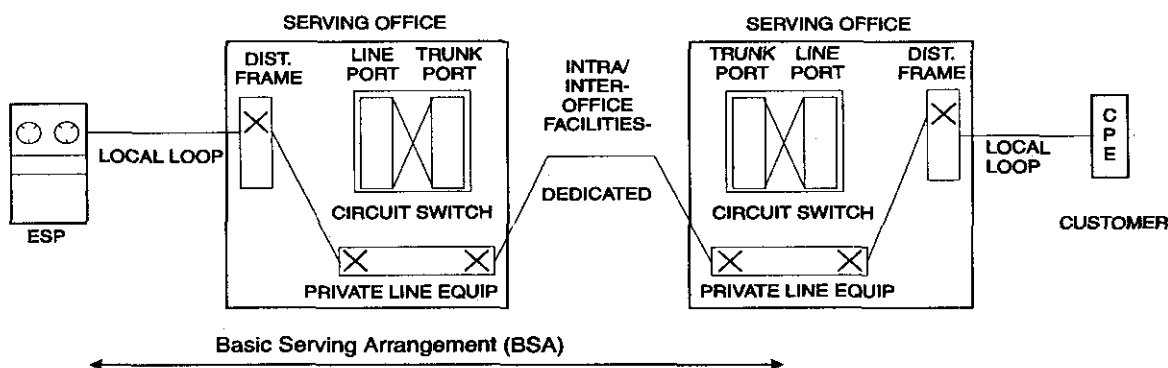 SERVING OFFICE
DIST.
FRAME
LINE
PORT
TRUNK
PORT
LOCAL LOOP
CIRCUIT SWITCH
ESP
PRIVATE LINE EQUIP
INTRA/
INTER-
OFFICE
FACILITIES-
DEDICATED
SERVING OFFICE
TRUNK
PORT
LINE
PORT
DIST.
FRAME
CIRCUIT SWITCH
PRIVATE LINE EQUIP
LOCAL
LOOP
C
P
E
CUSTOMER
Basic Serving Arrangement (BSA)